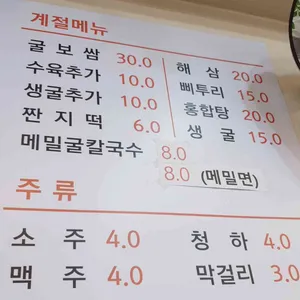 계절메뉴
굴보쌈 30.0
수육추가 10.0
생굴추가 10.0
짠지떡 6.0
메밀굴칼국수 8.0
8.0 (메밀면)
해삼 20.0
삐투리 15.0
홍합탕 20.0
생굴 15.0
주류
소주 4.0
맥주 4.0
청하 4.0
막걸리 3.0